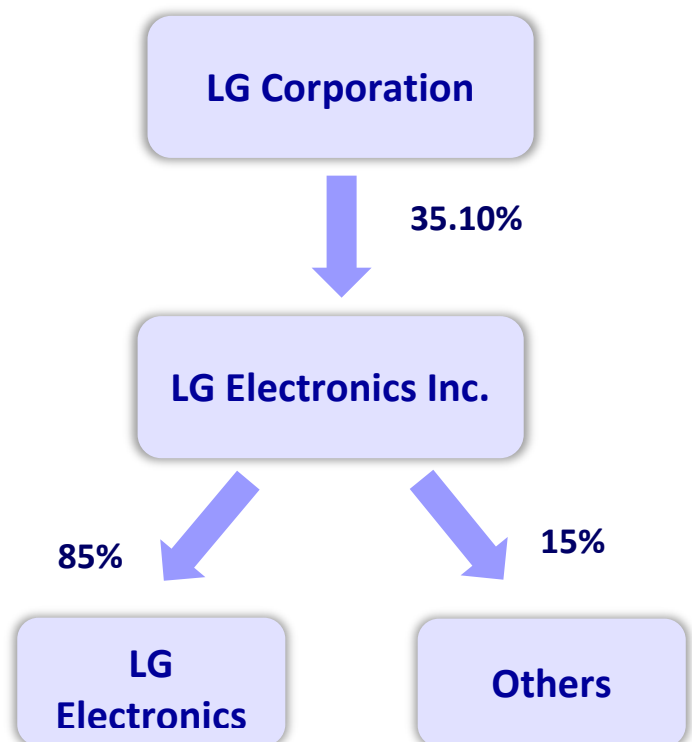 LG Corporation
35.10%
LG Electronics Inc.
85%
15%
LG
Electronics
Others